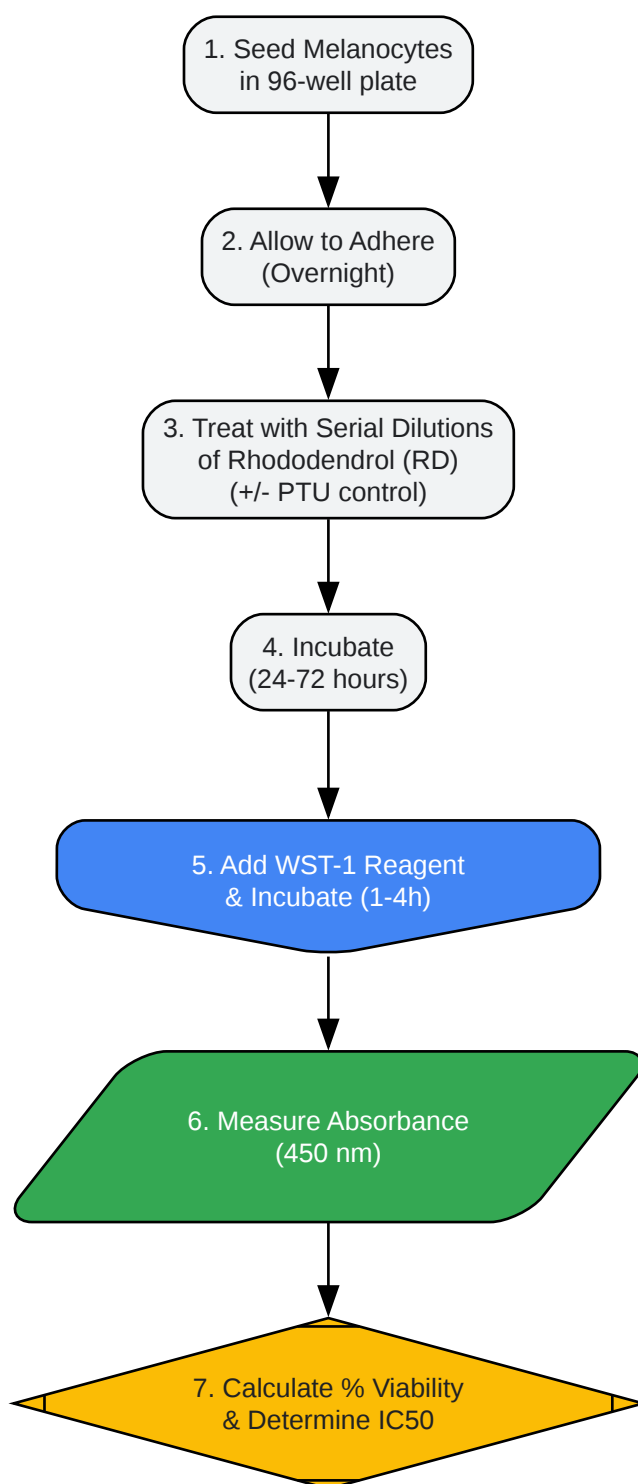 1. Seed Melanocytes
in 96-well plate
2. Allow to Adhere
(Overnight)
3. Treat with Serial Dilutions
of Rhododendrol (RD)
(+/- PTU control)
4. Incubate
(24-72 hours)
5. Add WST-1 Reagent
& Incubate (1-4h)
6. Measure Absorbance
(450 nm)
7. Calculate % Viability
& Determine IC50